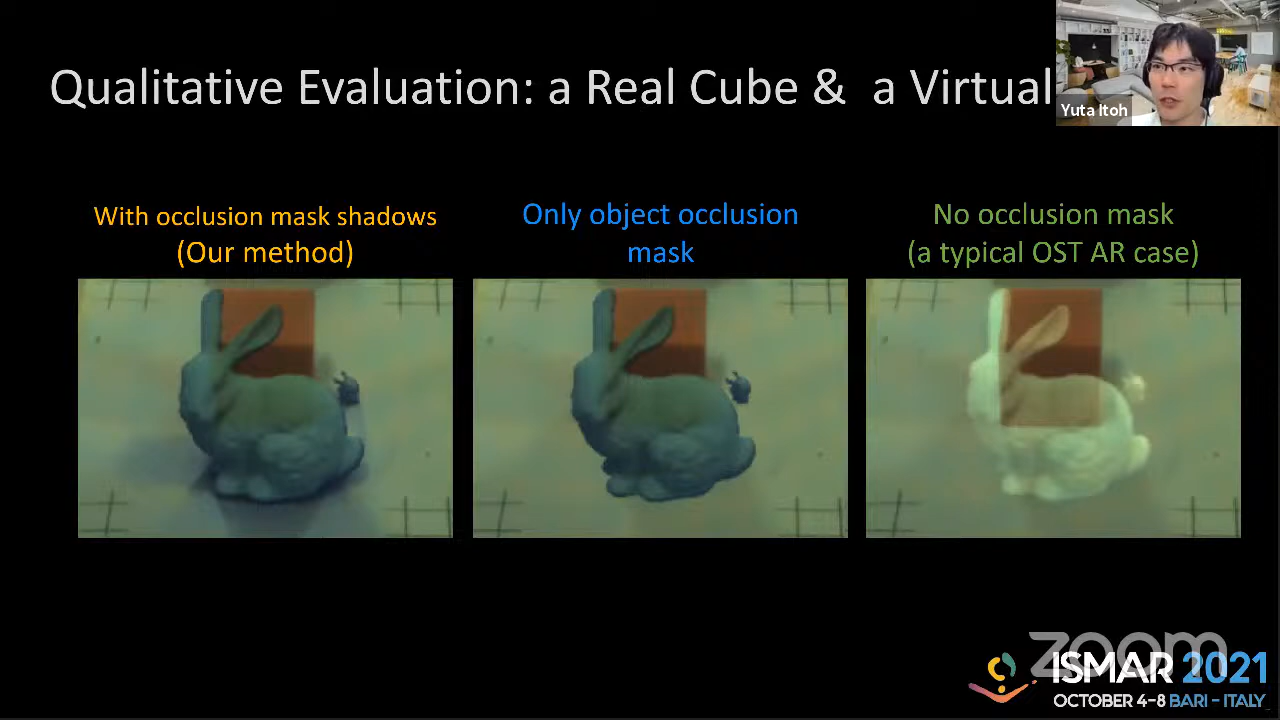 Qualitative Evaluation: a Real Cube & a Virtual
Yuta Itoh
With occlusion mask shadows
(Our method)
Only object occlusion
mask
No occlusion mask
(a typical OST AR case)
zoom
ISMAR 2021
OCTOBER 4-8 BARI - ITALY